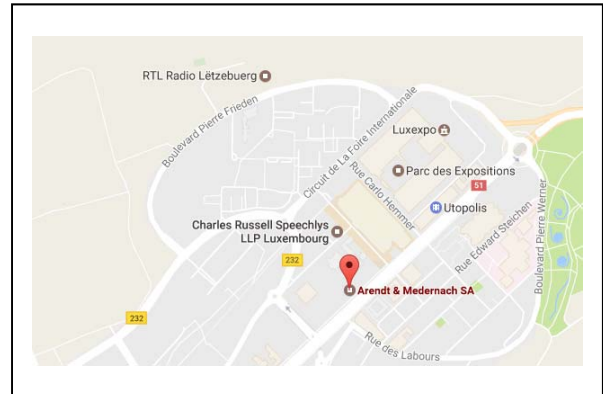 RTL Radio Lëtzebuerg
Boulevard Pierre Frieden
Circuit de La Foire Internationale
Luxexpo
Parc des Expositions
Rue Carlo Hemmer
51
Utopolis
Charles Russell Speechlys
LLP Luxembourg
Rue Edward Steichen
Boulevard Pierre Werner
232
Arendt & Medernach SA
232
Rue des Labours